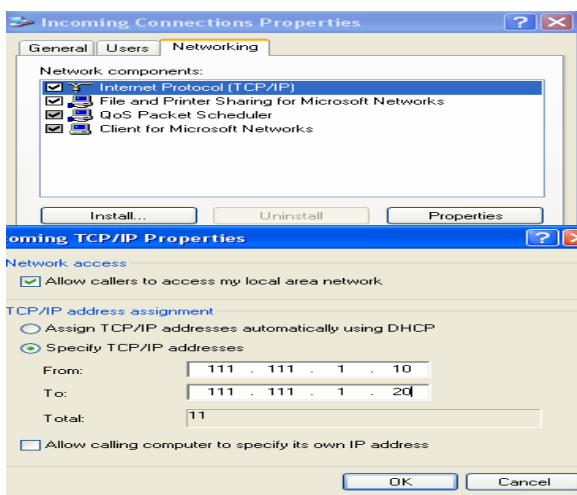 Incoming Connections Properties
General Users Networking
Network components:
Internet Protocol (TCP/IP)
File and Printer Sharing for Microsoft Networks
QoS Packet Scheduler
Client for Microsoft Networks
Install... Uninstall Properties
oming TCP/IP Properties
Network access
Allow callers to access my local area network
TCP/IP address assignment
Assign TCP/IP addresses automatically using DHCP
Specify TCP/IP addresses
From: 111 . 111 . 1 . 10
To: 111 . 111 . 1 . 20
Total: 11
Allow calling computer to specify its own IP address
OK Cancel